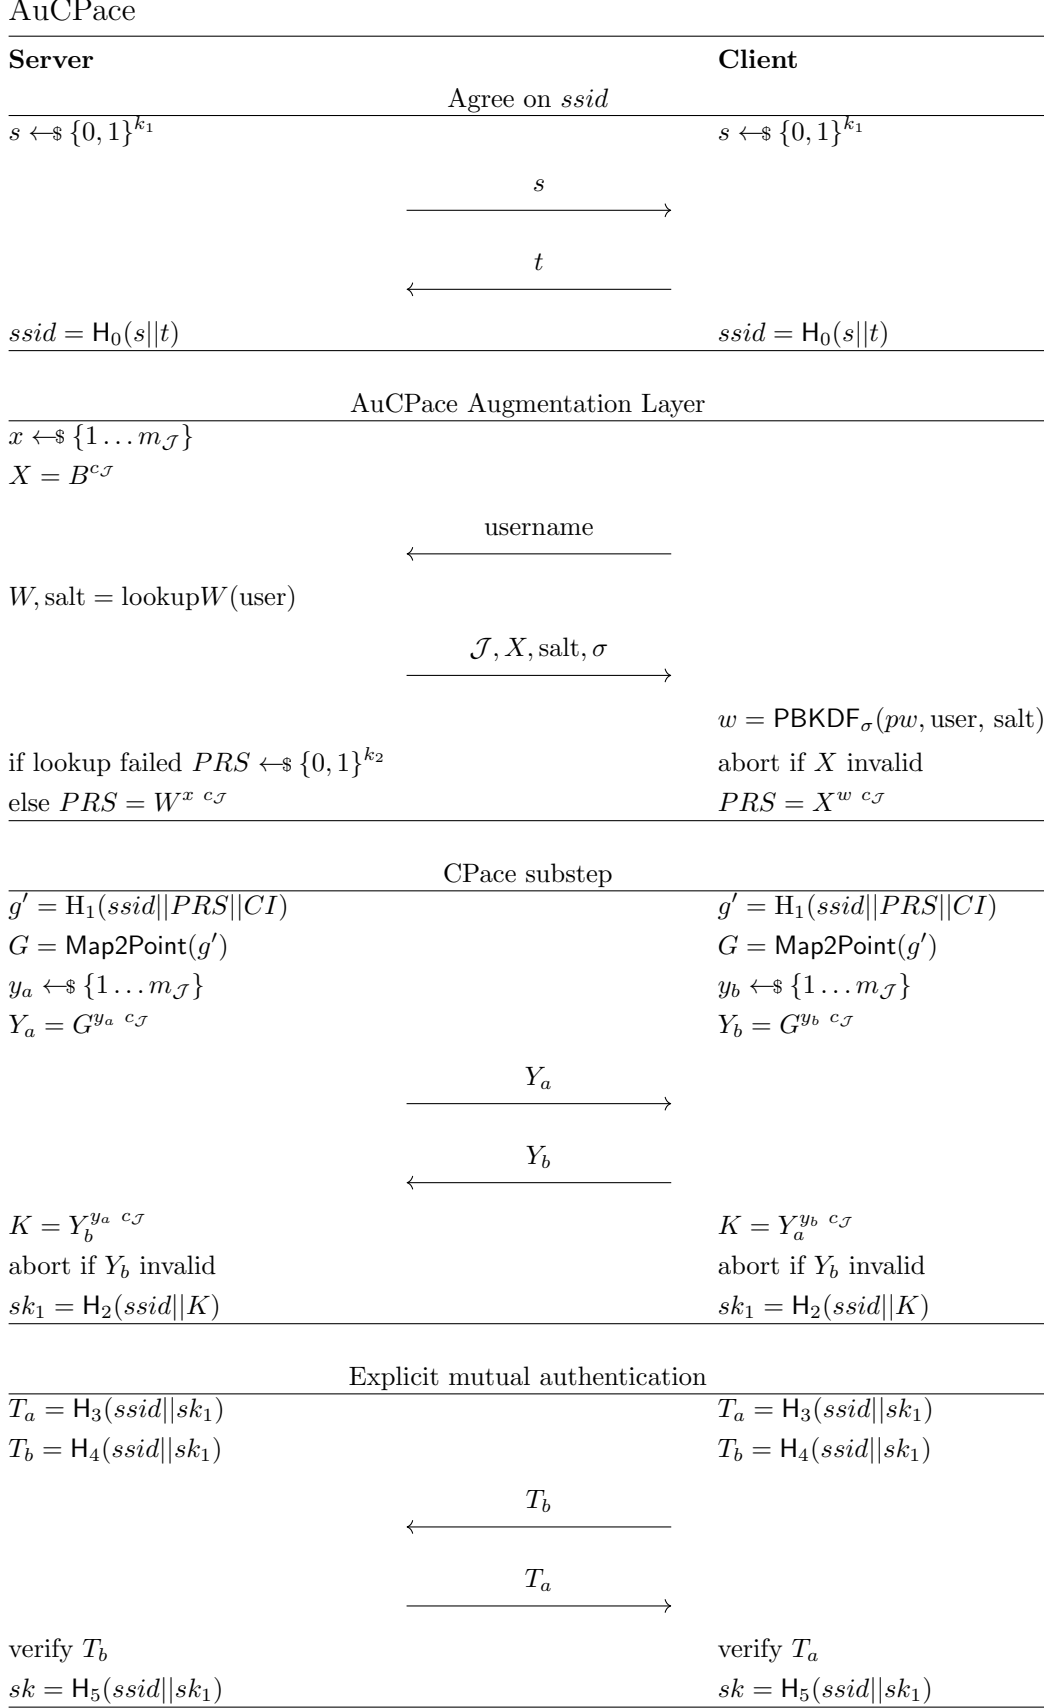 AuCPace
Server Client
Agree on ssid
s ←$ {0, 1}^{k_1} s ←$ {0, 1}^{k_1}
s
t
ssid = H_0(s||t) ssid = H_0(s||t)
AuCPace Augmentation Layer
x ←$ {1 … m_𝒥}
X = B^{c_𝒥}
username
W, salt = lookupW(user)
𝒥, X, salt, σ
w = PBKDF_σ(pw, user, salt)
if lookup failed PRS ←$ {0, 1}^{k_2} abort if X invalid
else PRS = W^{x c_𝒥} PRS = X^{w c_𝒥}
CPace substep
g′ = H_1(ssid||PRS||CI) g′ = H_1(ssid||PRS||CI)
G = Map2Point(g′) G = Map2Point(g′)
y_a ←$ {1 … m_𝒥} y_b ←$ {1 … m_𝒥}
Y_a = G^{y_a c_𝒥} Y_b = G^{y_b c_𝒥}
Y_a
Y_b
K = Y_b^{y_a c_𝒥} K = Y_a^{y_b c_𝒥}
abort if Y_b invalid abort if Y_b invalid
sk_1 = H_2(ssid||K) sk_1 = H_2(ssid||K)
Explicit mutual authentication
T_a = H_3(ssid||sk_1) T_a = H_3(ssid||sk_1)
T_b = H_4(ssid||sk_1) T_b = H_4(ssid||sk_1)
T_b
T_a
verify T_b verify T_a
sk = H_5(ssid||sk_1) sk = H_5(ssid||sk_1)